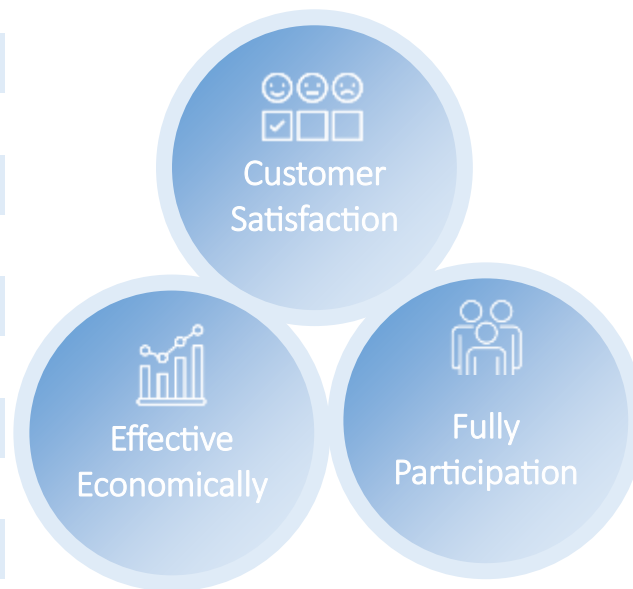 Customer
Satisfaction
Effective
Economically
Fully
Participation